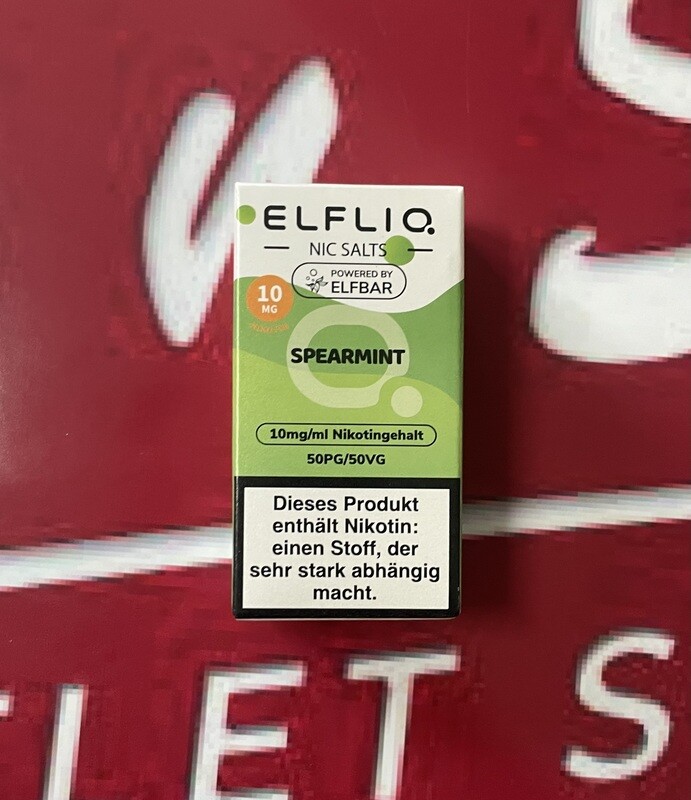 ELFLIQ
NIC SALTS
POWERED BY
ELFBAR
10
MG
SPEARMINT
10mg/ml Nikotingehalt
50PG/50VG
Dieses Produkt
enthält Nikotin:
einen Stoff, der
sehr stark abhängig
macht.
IET S